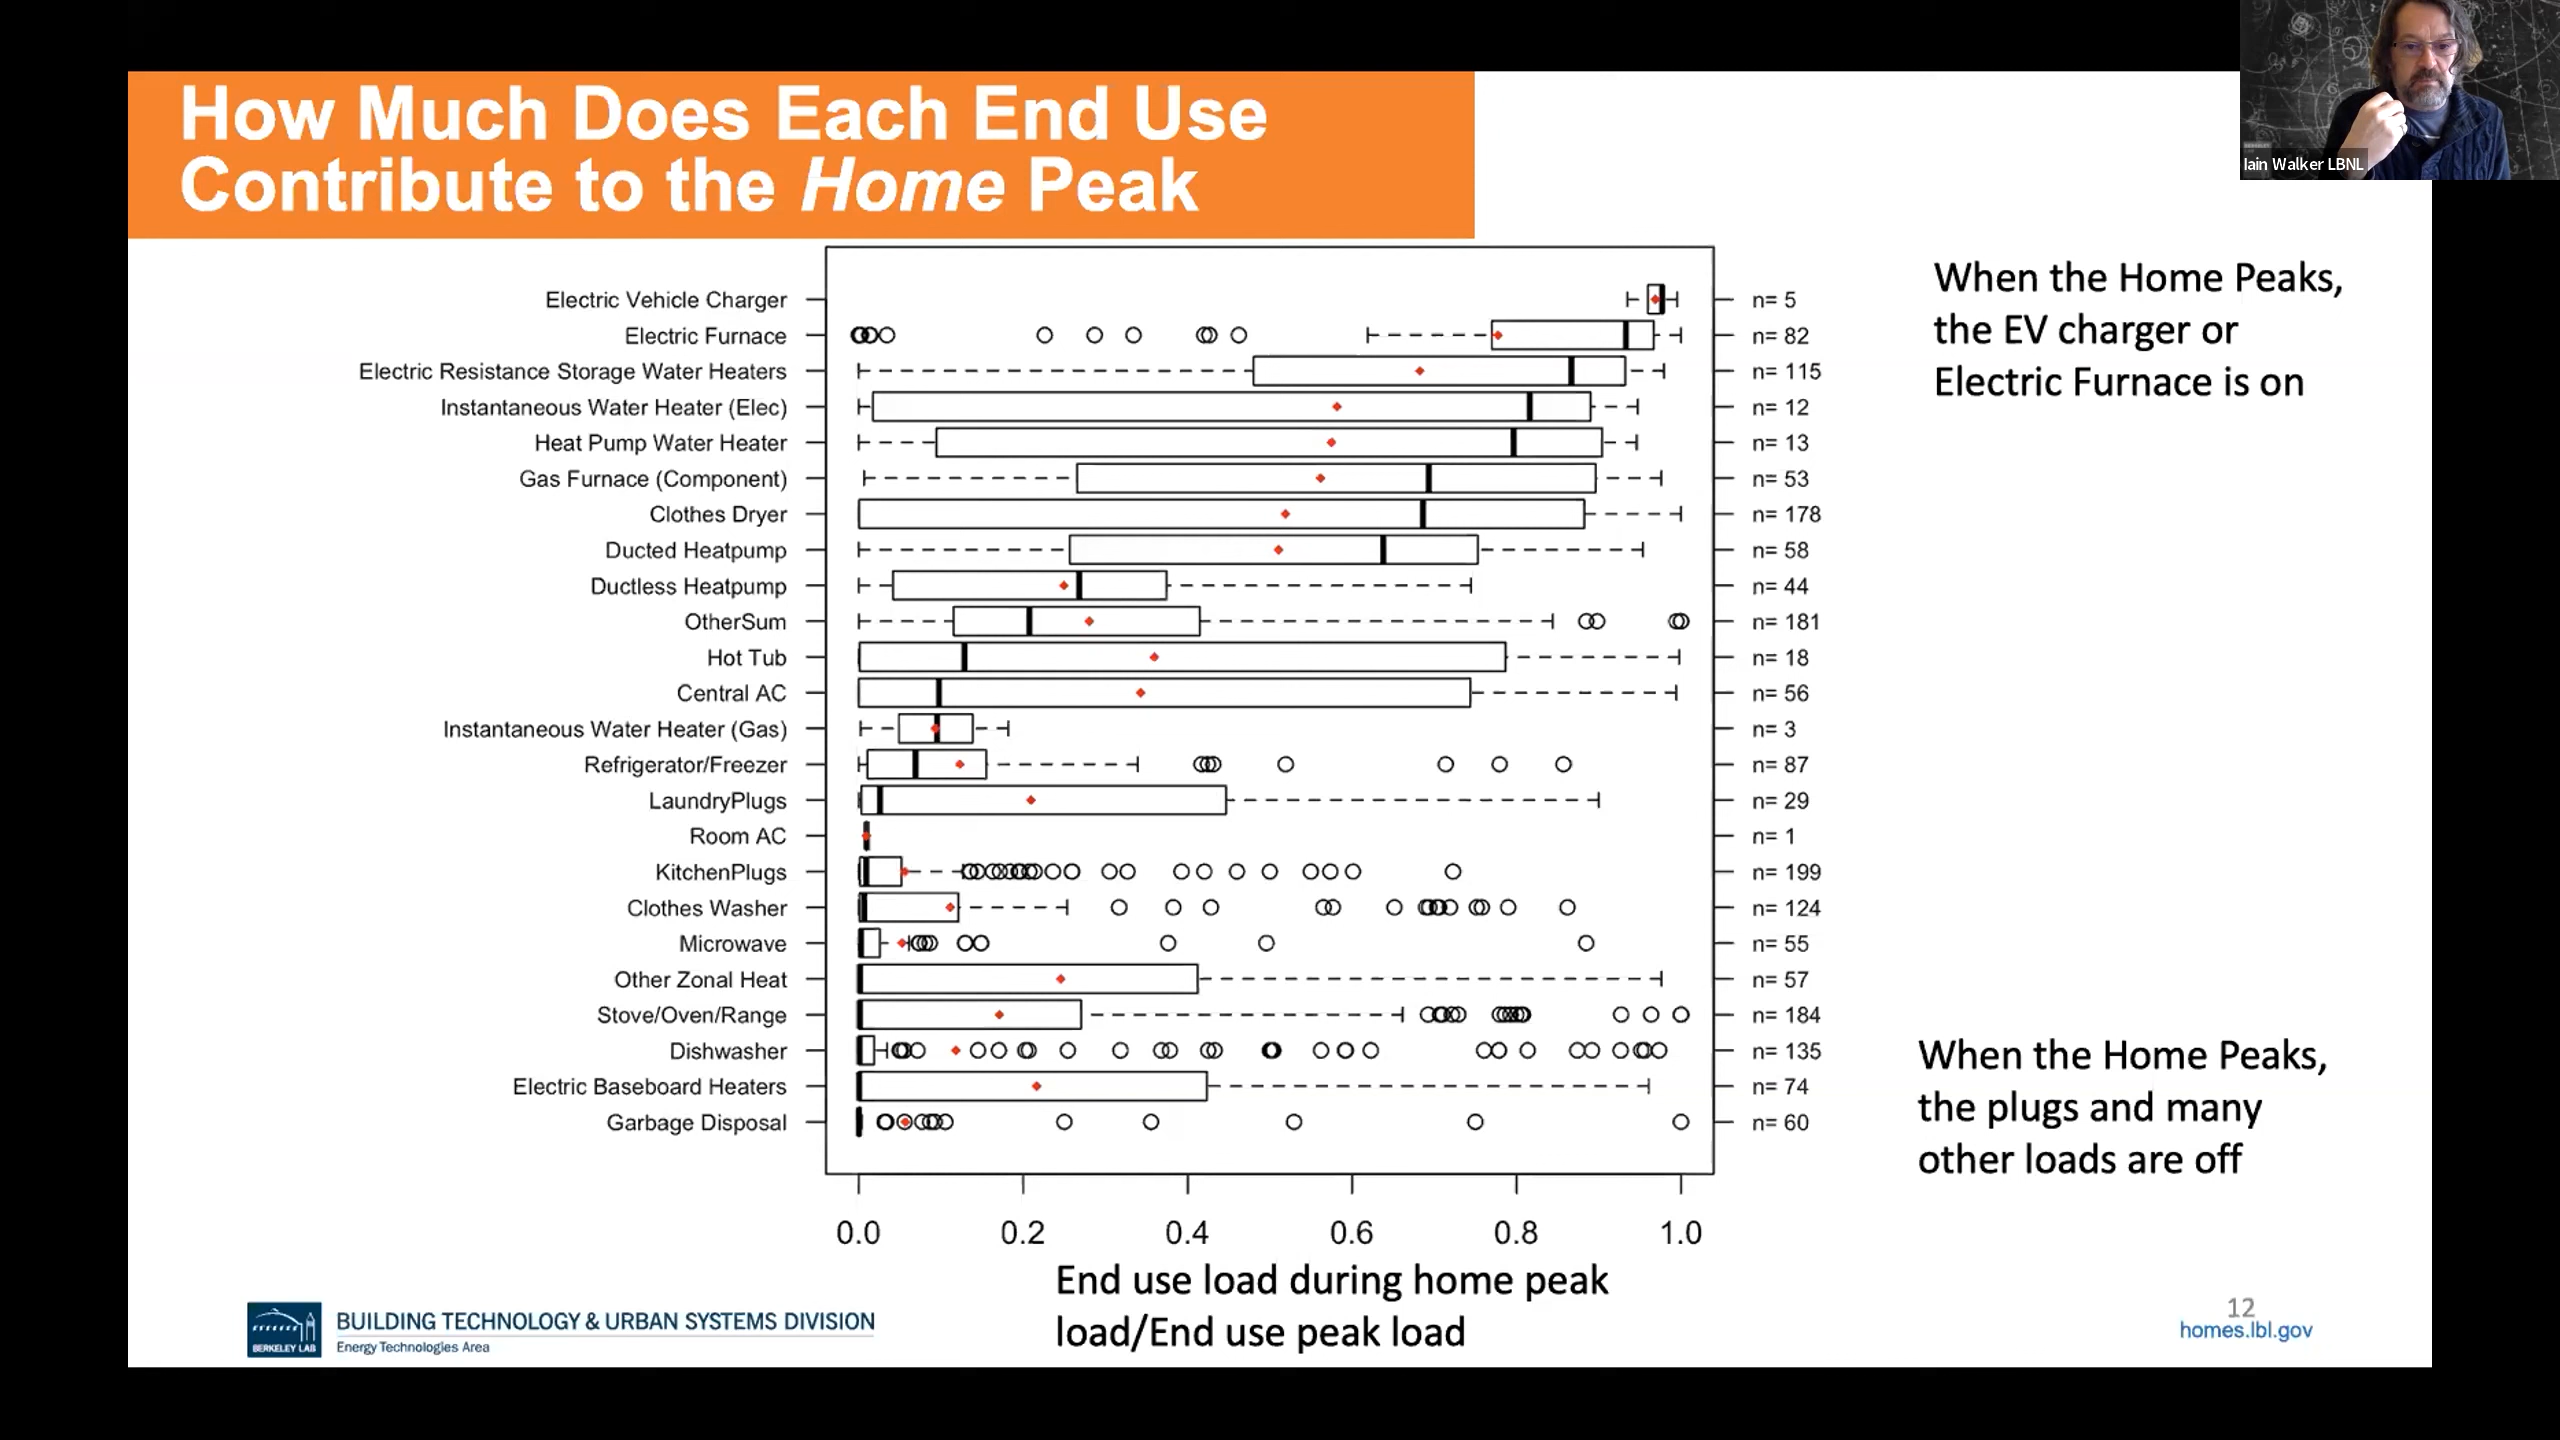 How Much Does Each End Use
Contribute to the Home Peak
Iain Walker LBNL
Electric Vehicle Charger n= 5
Electric Furnace n= 82
Electric Resistance Storage Water Heaters n= 115
Instantaneous Water Heater (Elec) n= 12
Heat Pump Water Heater n= 13
Gas Furnace (Component) n= 53
Clothes Dryer n= 178
Ducted Heatpump n= 58
Ductless Heatpump n= 44
OtherSum n= 181
Hot Tub n= 18
Central AC n= 56
Instantaneous Water Heater (Gas) n= 3
Refrigerator/Freezer n= 87
LaundryPlugs n= 29
Room AC n= 1
KitchenPlugs n= 199
Clothes Washer n= 124
Microwave n= 55
Other Zonal Heat n= 57
Stove/Oven/Range n= 184
Dishwasher n= 135
Electric Baseboard Heaters n= 74
Garbage Disposal n= 60
0.0 0.2 0.4 0.6 0.8 1.0
End use load during home peak
load/End use peak load
When the Home Peaks,
the EV charger or
Electric Furnace is on
When the Home Peaks,
the plugs and many
other loads are off
BERKELEY LAB
BUILDING TECHNOLOGY & URBAN SYSTEMS DIVISION
Energy Technologies Area
12
homes.lbl.gov